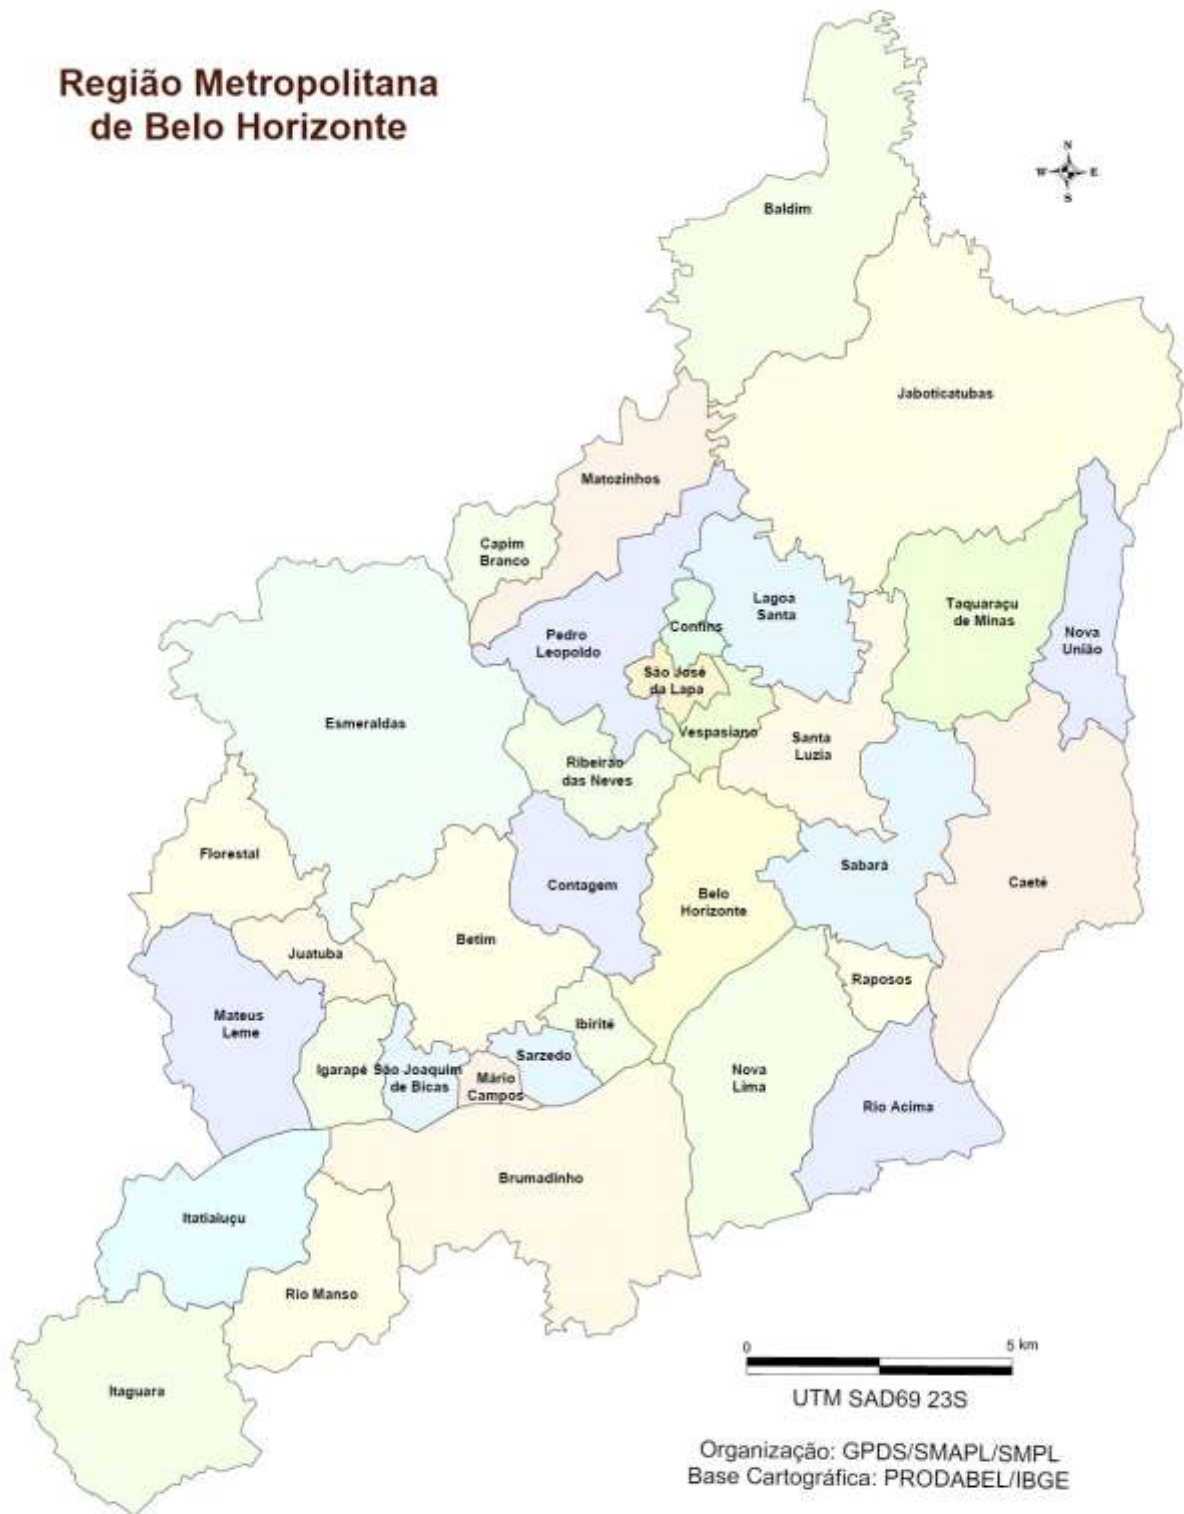 Região Metropolitana
de Belo Horizonte
N
W
E
S
Baldim
Jaboticatubas
Matozinhos
Capim
Branco
Lagoa
Santa
Taquaraçu
de Minas
Confins
Pedro
Leopoldo
Nova
União
São José
da Lapa
Esmeraldas
Vespasiano
Santa
Luzia
Ribeirão
das Neves
Florestal
Contagem
Sabará
Caeté
Belo
Horizonte
Betim
Juatuba
Raposos
Mateus
Leme
Ibirité
Sarzedo
Igarapé
São Joaquim
de Bicas
Mário
Campos
Nova
Lima
Rio Acima
Brumadinho
Itatiaiuçu
Rio Manso
Itaguara
0
5 km
UTM SAD69 23S
Organização: GPDS/SMAPL/SMPL
Base Cartográfica: PRODABEL/IBGE